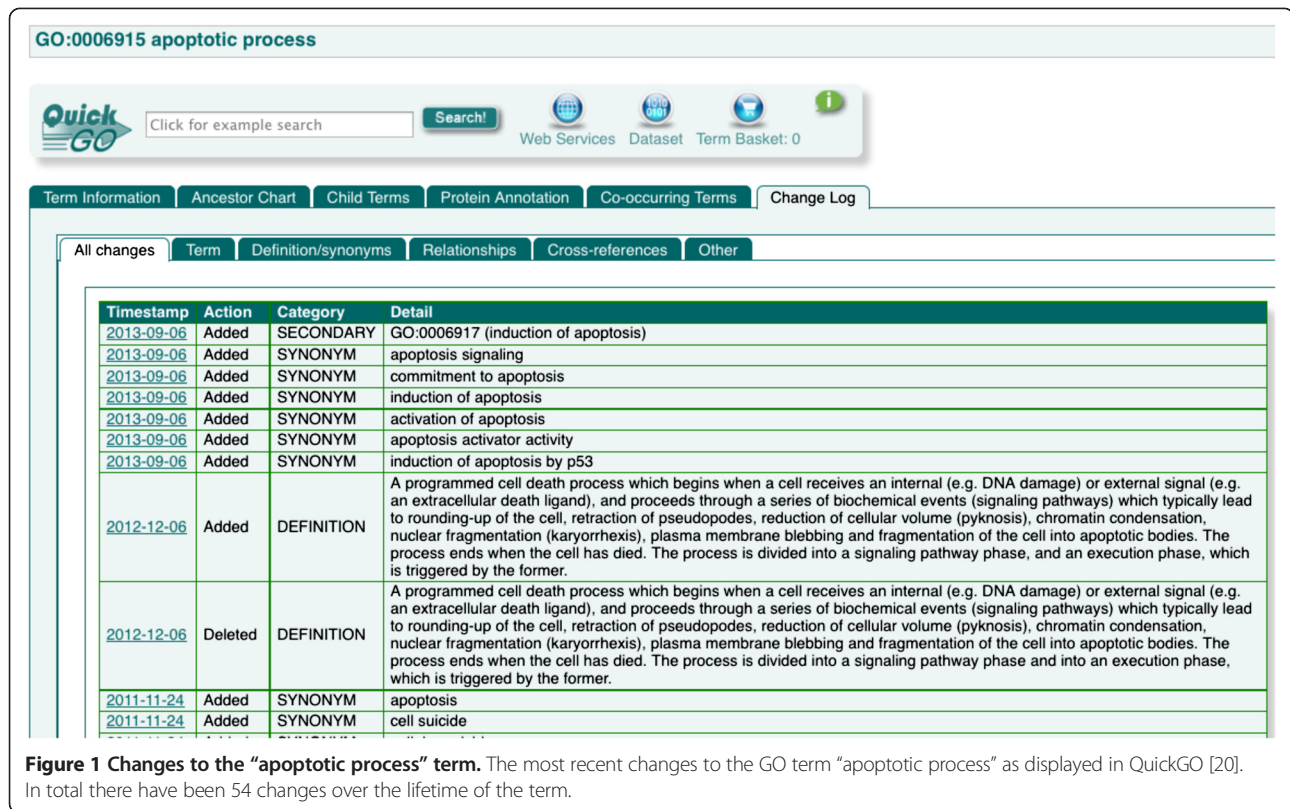 GO:0006915 apoptotic process
Quick GO
Click for example search
Search!
i
Web Services Dataset Term Basket: 0
Term Information Ancestor Chart Child Terms Protein Annotation Co-occurring Terms Change Log
All changes Term Definition/synonyms Relationships Cross-references Other
Timestamp Action Category Detail
2013-09-06 Added SECONDARY GO:0006917 (induction of apoptosis)
2013-09-06 Added SYNONYM apoptosis signaling
2013-09-06 Added SYNONYM commitment to apoptosis
2013-09-06 Added SYNONYM induction of apoptosis
2013-09-06 Added SYNONYM activation of apoptosis
2013-09-06 Added SYNONYM apoptosis activator activity
2013-09-06 Added SYNONYM induction of apoptosis by p53
2012-12-06 Added DEFINITION
A programmed cell death process which begins when a cell receives an internal (e.g. DNA damage) or external signal (e.g.
an extracellular death ligand), and proceeds through a series of biochemical events (signaling pathways) which typically lead
to rounding-up of the cell, retraction of pseudopodes, reduction of cellular volume (pyknosis), chromatin condensation,
nuclear fragmentation (karyorrhexis), plasma membrane blebbing and fragmentation of the cell into apoptotic bodies. The
process ends when the cell has died. The process is divided into a signaling pathway phase, and an execution phase, which
is triggered by the former.
2012-12-06 Deleted DEFINITION
A programmed cell death process which begins when a cell receives an internal (e.g. DNA damage) or external signal (e.g.
an extracellular death ligand), and proceeds through a series of biochemical events (signaling pathways) which typically lead
to rounding-up of the cell, retraction of pseudopodes, reduction of cellular volume (pyknosis), chromatin condensation,
nuclear fragmentation (karyorrhexis), plasma membrane blebbing and fragmentation of the cell into apoptotic bodies. The
process ends when the cell has died. The process is divided into a signaling pathway phase and into an execution phase,
which is triggered by the former.
2011-11-24 Added SYNONYM apoptosis
2011-11-24 Added SYNONYM cell suicide
Figure 1 Changes to the “apoptotic process” term. The most recent changes to the GO term “apoptotic process” as displayed in QuickGO [20].
In total there have been 54 changes over the lifetime of the term.